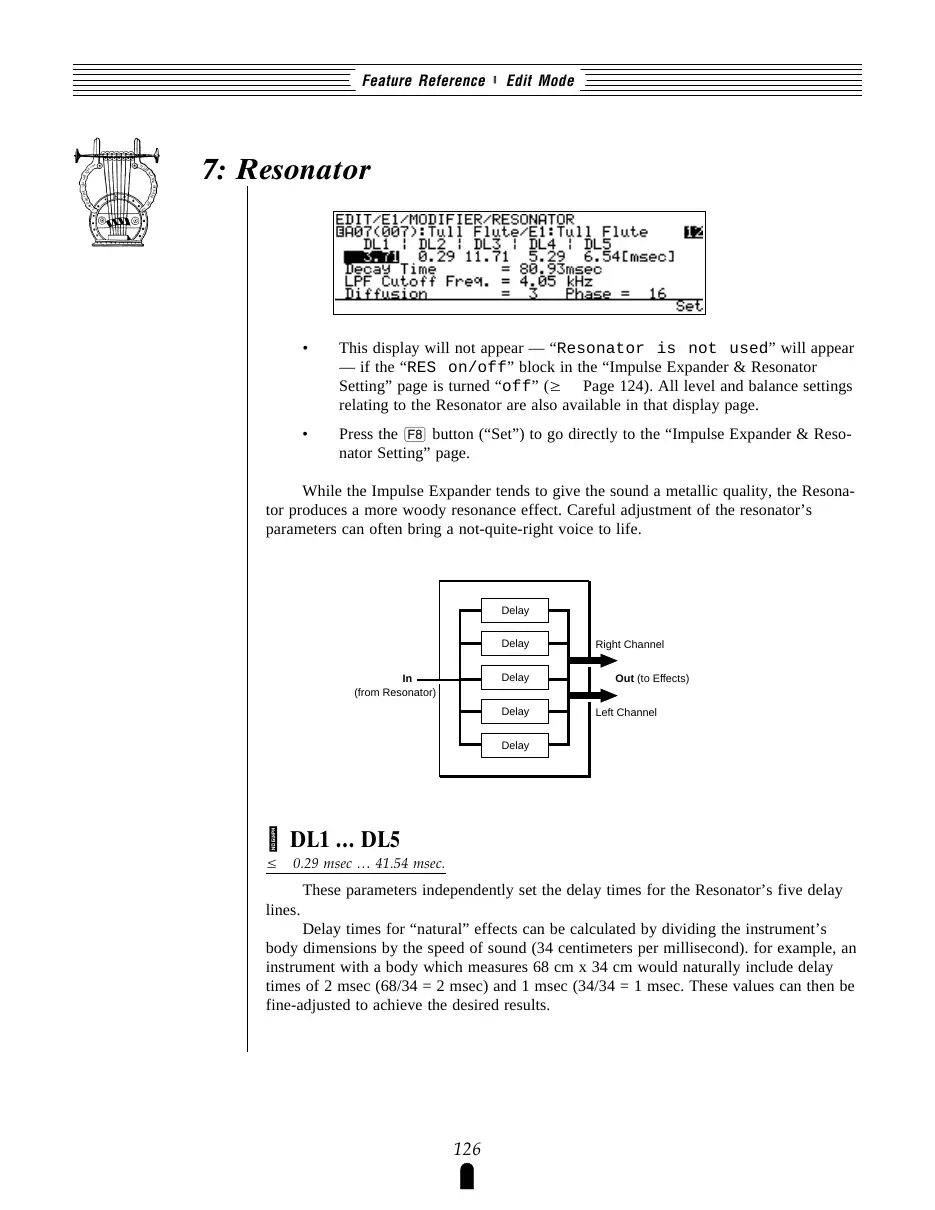 Feature Reference Edit Mode
7: Resonator
EDIT/E1/MODIFIER/RESONATOR
EA07(007):Tull Flute/E1:Tull Flute 12
DL1 ¦ DL2 ¦ DL3 ¦ DL4 ¦ DL5
3.71 0.29 11.71 5.29 6.54[msec]
Decay Time = 80.93msec
LPF Cutoff Freq. = 4.05 kHz
Diffusion = 3 Phase = 16
Set
• This display will not appear — “Resonator is not used” will appear
— if the “RES on/off” block in the “Impulse Expander & Resonator
Setting” page is turned “off” (≥ Page 124). All level and balance settings
relating to the Resonator are also available in that display page.
• Press the F8 button (“Set”) to go directly to the “Impulse Expander & Reso-
nator Setting” page.
While the Impulse Expander tends to give the sound a metallic quality, the Resona-
tor produces a more woody resonance effect. Careful adjustment of the resonator’s
parameters can often bring a not-quite-right voice to life.
Delay
Delay
Right Channel
Delay
In
(from Resonator)
Out (to Effects)
Delay
Left Channel
Delay
NO GRAPH
DL1 ... DL5
≤ 0.29 msec … 41.54 msec.
These parameters independently set the delay times for the Resonator’s five delay
lines.
Delay times for “natural” effects can be calculated by dividing the instrument’s
body dimensions by the speed of sound (34 centimeters per millisecond). for example, an
instrument with a body which measures 68 cm x 34 cm would naturally include delay
times of 2 msec (68/34 = 2 msec) and 1 msec (34/34 = 1 msec. These values can then be
fine-adjusted to achieve the desired results.
126